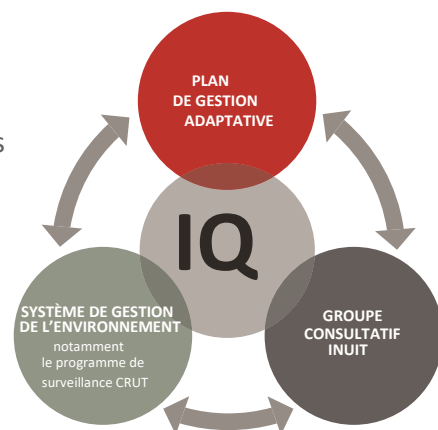 PLAN
DE GESTION
ADAPTATIVE
s
IQ
SYSTÈME DE GESTION
DE L'ENVIRONNEMENT
notamment
le programme de
surveillance CRUT
GROUPE
CONSULTATIF
INUIT